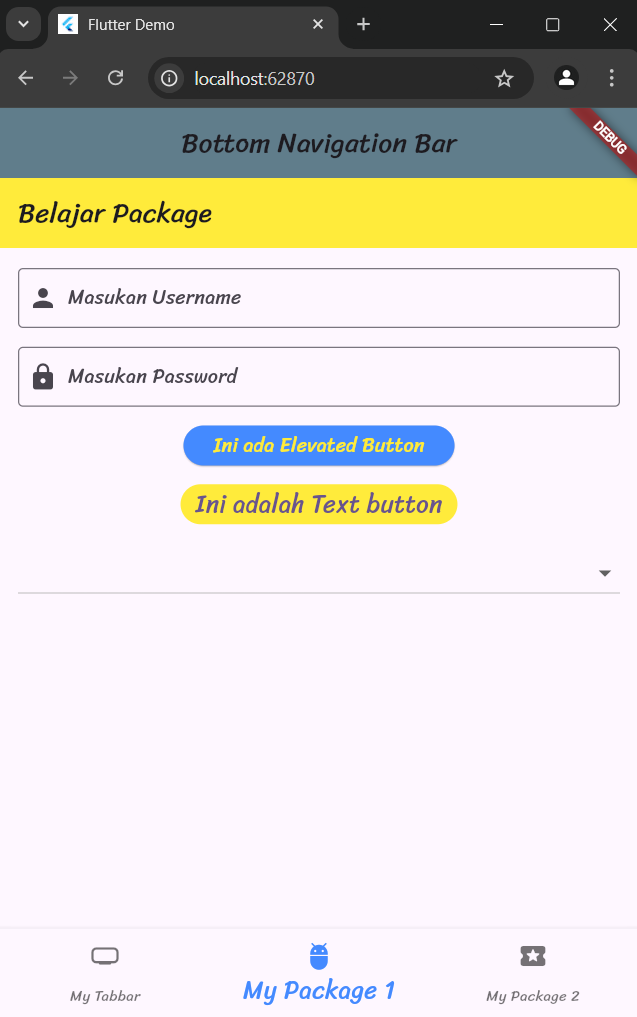 Flutter Demo
localhost:62870
Bottom Navigation Bar
DEBUG
Belajar Package
Masukan Username
Masukan Password
Ini ada Elevated Button
Ini adalah Text button
My Tabbar
My Package 1
My Package 2